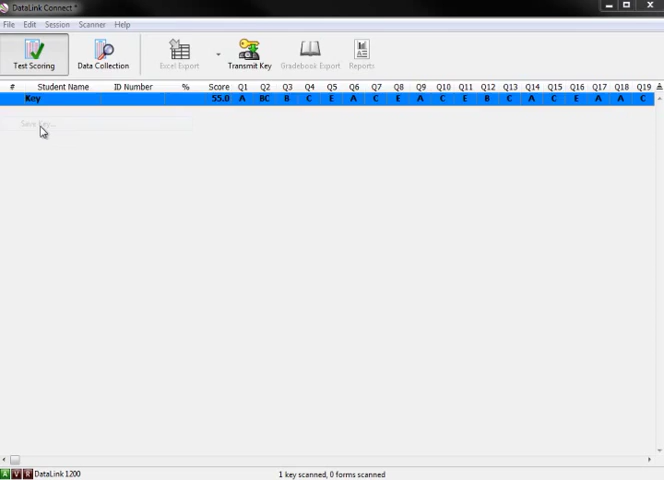 DataLink Connect *
File Edit Session Scanner Help
Test Scoring Data Collection Excel Export Transmit Key Gradebook Export Reports
# Student Name ID Number % Score Q1 Q2 Q3 Q4 Q5 Q6 Q7 Q8 Q9 Q10 Q11 Q12 Q13 Q14 Q15 Q16 Q17 Q18 Q19
Key 55.0 A BC B C E A C E A C E B C A C E A A C
Save Key...
A V R DataLink 1200 1 key scanned, 0 forms scanned